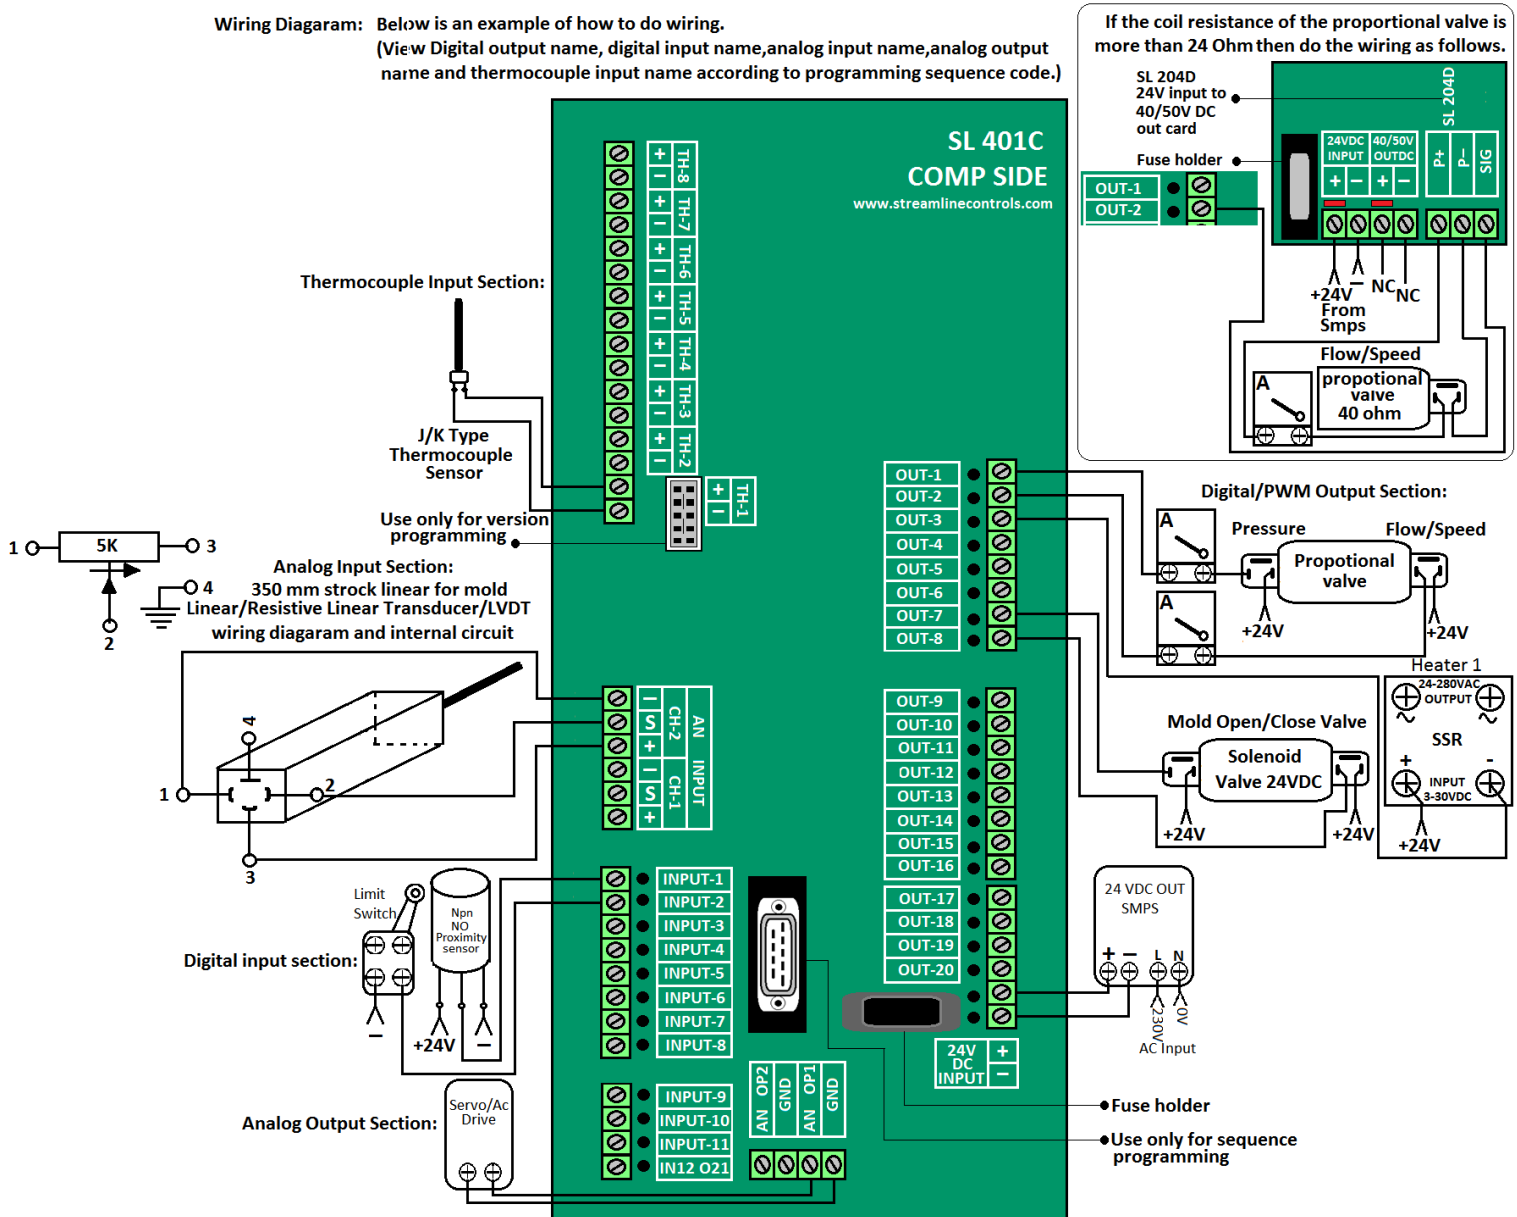 Wiring Diagaram: Below is an example of how to do wiring.
(View Digital output name, digital input name,analog input name,analog output
name and thermocouple input name according to programming sequence code.)
If the coil resistance of the proportional valve is
more than 24 Ohm then do the wiring as follows.
SL 204D
24V input to
40/50V DC
out card
Fuse holder
SL 204D
24VDC
INPUT
40/50V
OUTDC
+ − + −
P+
P−
SIG
OUT-1
OUT-2
+24V
−
NC
NC
From
Smps
Flow/Speed
A
propotional
valve
40 ohm
SL 401C
COMP SIDE
www.streamlinecontrols.com
+
−
TH-8
+
−
TH-7
+
−
TH-6
+
−
TH-5
+
−
TH-4
+
−
TH-3
+
−
TH-2
+
−
TH-1
Thermocouple Input Section:
J/K Type
Thermocouple
Sensor
Use only for version
programming
1
5K
3
4
2
Analog Input Section:
350 mm strock linear for mold
Linear/Resistive Linear Transducer/LVDT
wiring diagaram and internal circuit
4
1
2
3
−
S
+
CH-2
−
S
+
CH-1
AN INPUT
OUT-1
OUT-2
OUT-3
OUT-4
OUT-5
OUT-6
OUT-7
OUT-8
Digital/PWM Output Section:
A
Pressure
Flow/Speed
Propotional
valve
A
+24V
+24V
Heater 1
24-280VAC
OUTPUT
SSR
+
-
INPUT
3-30VDC
+24V
Mold Open/Close Valve
Solenoid
Valve 24VDC
+24V
+24V
OUT-9
OUT-10
OUT-11
OUT-12
OUT-13
OUT-14
OUT-15
OUT-16
OUT-17
OUT-18
OUT-19
OUT-20
24 VDC OUT
SMPS
+ − L N
230V
0V
AC Input
Limit
Switch
Npn
NO
Proximity
sensor
Digital input section:
−
+24V
−
INPUT-1
INPUT-2
INPUT-3
INPUT-4
INPUT-5
INPUT-6
INPUT-7
INPUT-8
INPUT-9
INPUT-10
INPUT-11
IN12 O21
24V
DC
INPUT
+
−
AN OP2
GND
AN OP1
GND
Analog Output Section:
Servo/Ac
Drive
Fuse holder
Use only for sequence
programming